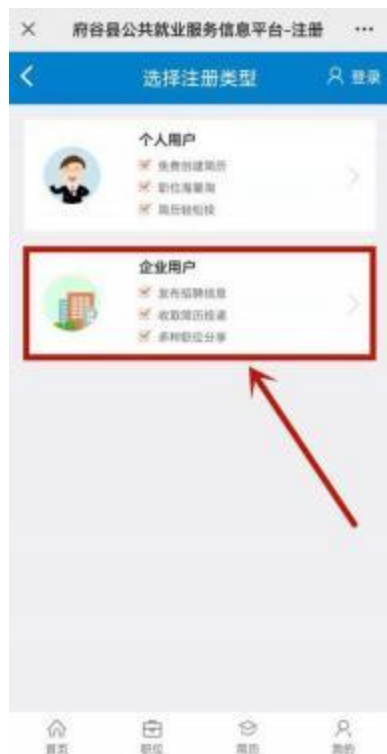 府谷县公共就业服务信息平台-注册
选择注册类型
登录
个人用户
免费创建简历
职位海量淘
简历轻松投
企业用户
发布招聘信息
收取简历投递
多种职位分享
首页
职位
简历
我的